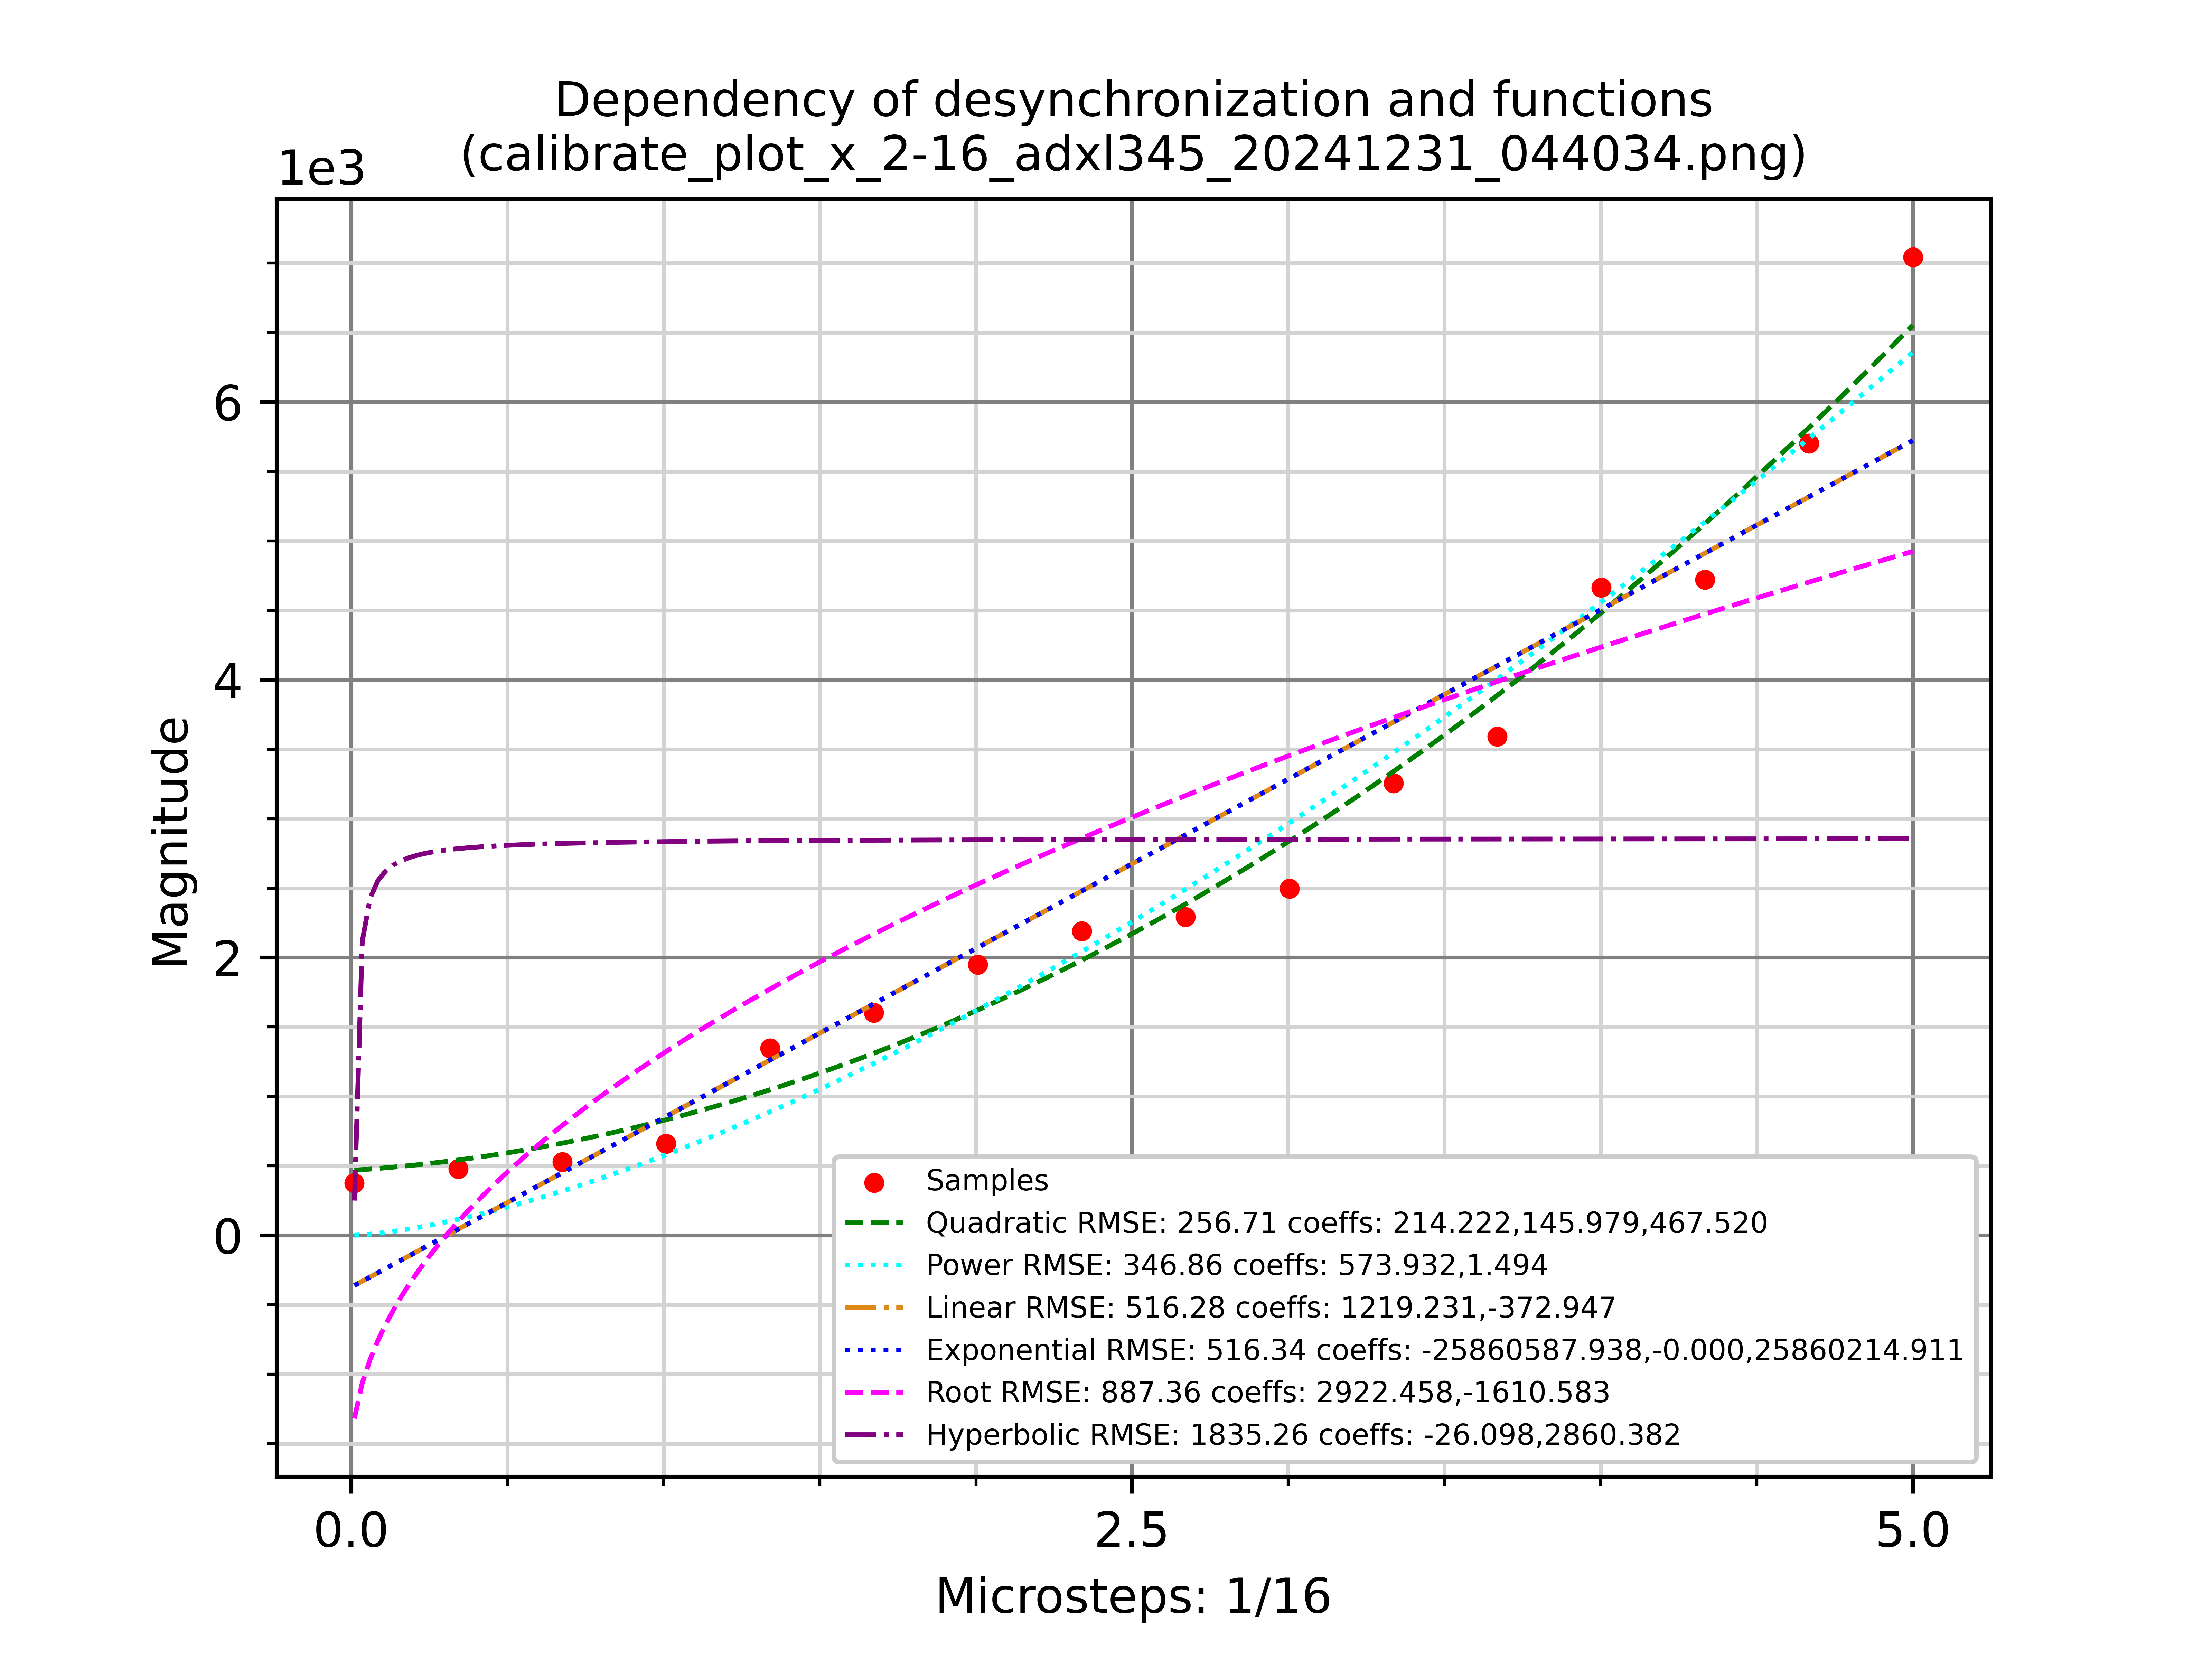 Dependency of desynchronization and functions
(calibrate_plot_x_2-16_adxl345_20241231_044034.png)
1e3
6
4
2
0
Magnitude
Samples
Quadratic RMSE: 256.71 coeffs: 214.222,145.979,467.520
Power RMSE: 346.86 coeffs: 573.932,1.494
Linear RMSE: 516.28 coeffs: 1219.231,-372.947
Exponential RMSE: 516.34 coeffs: -25860587.938,-0.000,25860214.911
Root RMSE: 887.36 coeffs: 2922.458,-1610.583
Hyperbolic RMSE: 1835.26 coeffs: -26.098,2860.382
0.0 2.5 5.0
Microsteps: 1/16